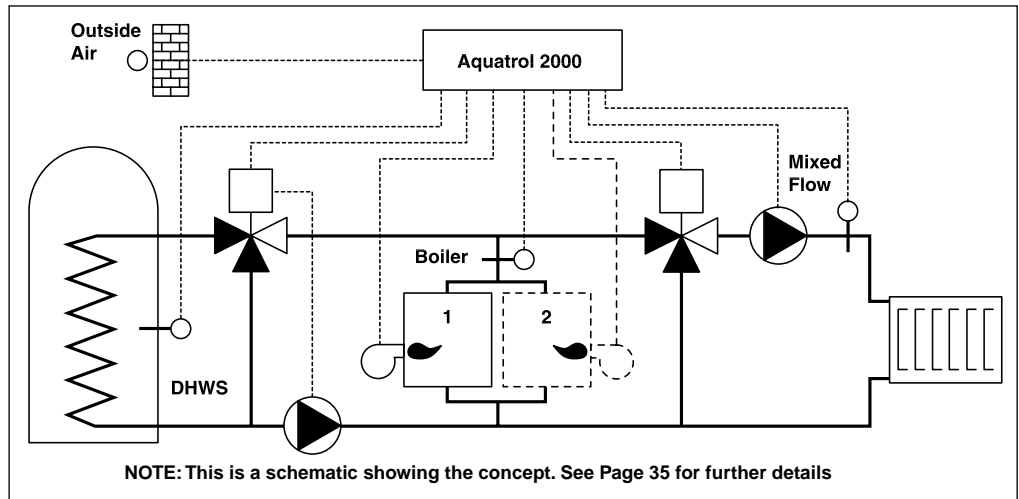 Outside
Air
Aquatrol 2000
Mixed
Flow
Boiler
1
2
DHWS
NOTE: This is a schematic showing the concept. See Page 35 for further details